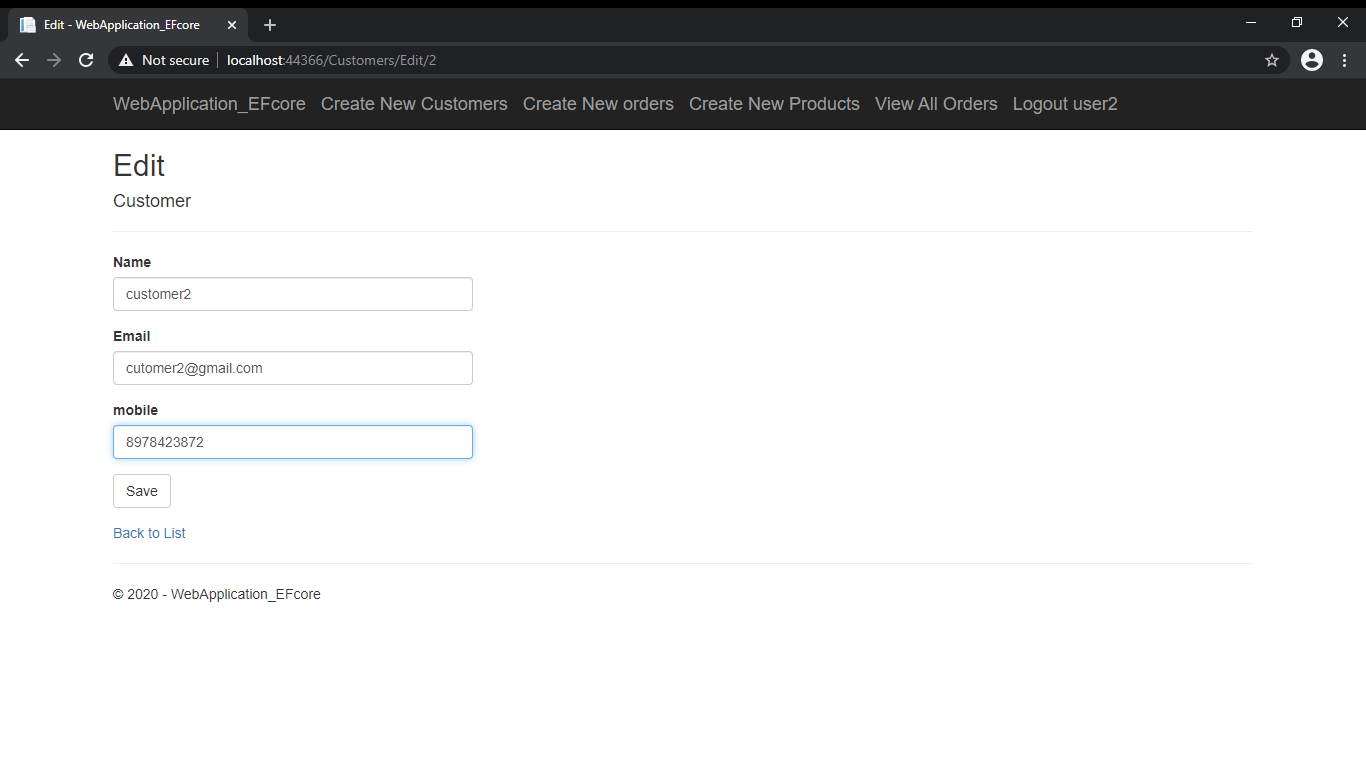 Edit - WebApplication_EFcore
Not secure localhost:44366/Customers/Edit/2
WebApplication_EFcore Create New Customers Create New orders Create New Products View All Orders Logout user2
Edit
Customer
Name
customer2
Email
cutomer2@gmail.com
mobile
8978423872
Save
Back to List
© 2020 - WebApplication_EFcore